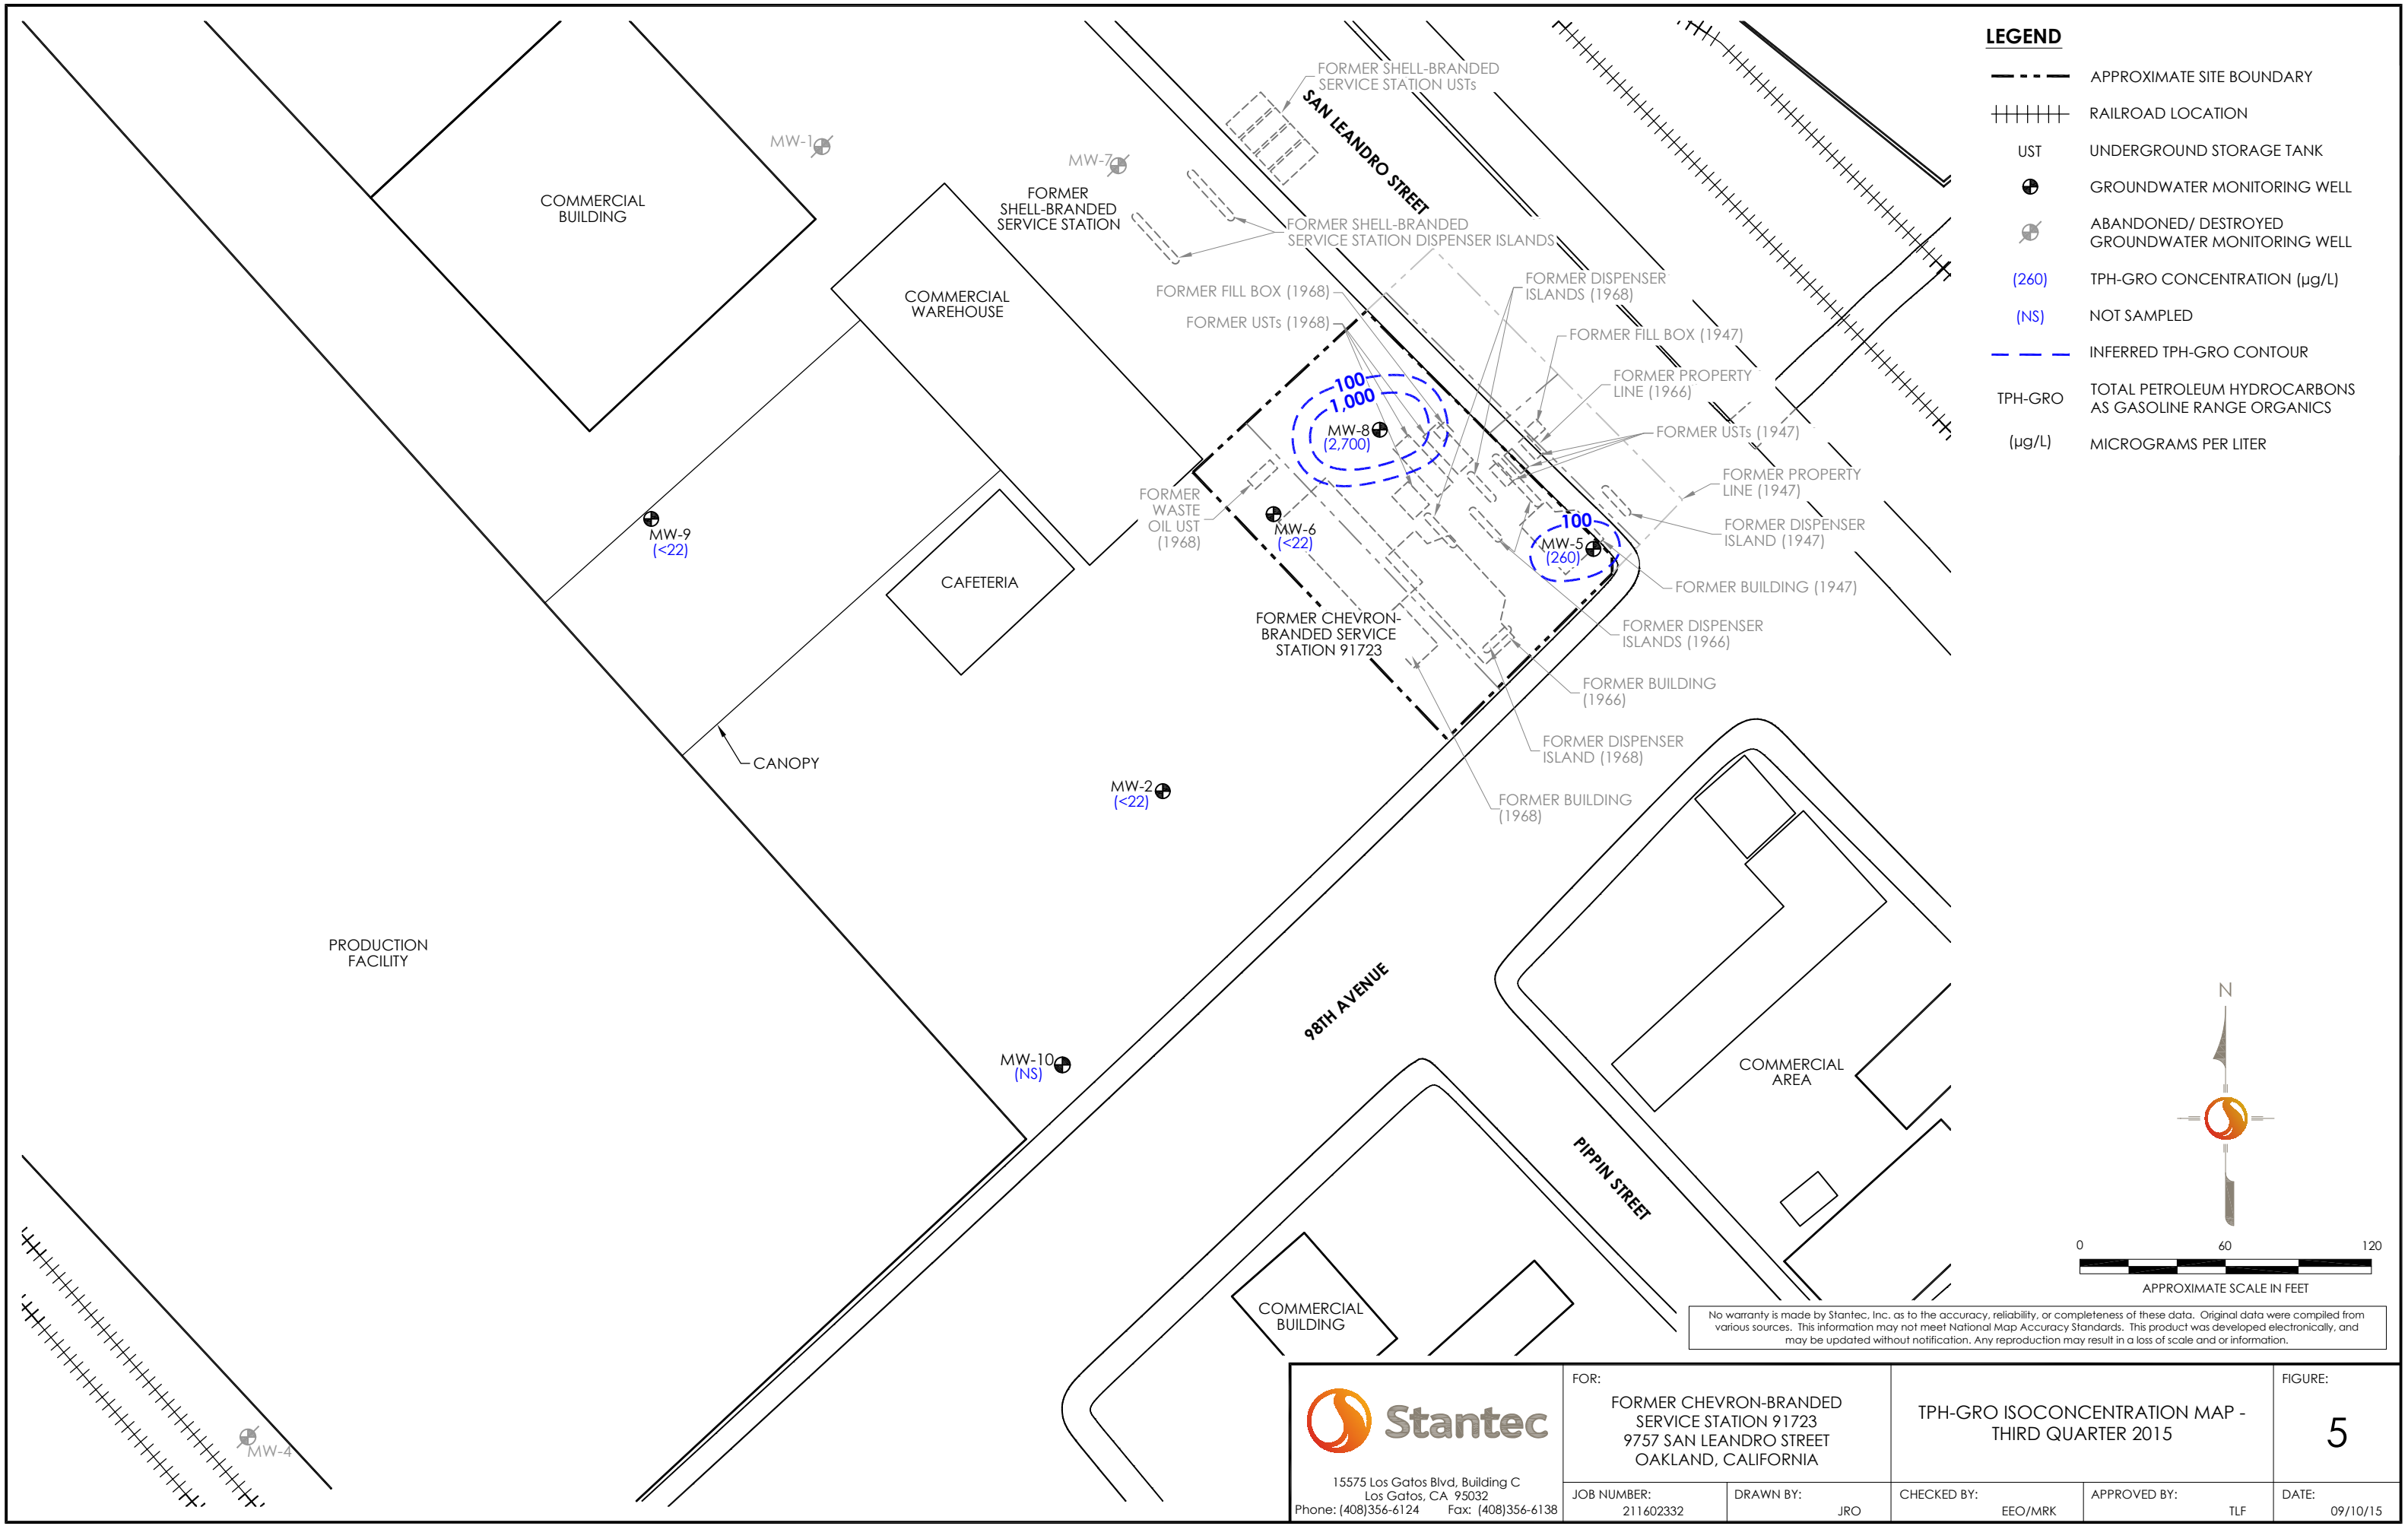 LEGEND
APPROXIMATE SITE BOUNDARY
RAILROAD LOCATION
UST
UNDERGROUND STORAGE TANK
GROUNDWATER MONITORING WELL
ABANDONED/ DESTROYED
GROUNDWATER MONITORING WELL
(260)
TPH-GRO CONCENTRATION (µg/L)
(NS)
NOT SAMPLED
INFERRED TPH-GRO CONTOUR
TPH-GRO
TOTAL PETROLEUM HYDROCARBONS
AS GASOLINE RANGE ORGANICS
(µg/L)
MICROGRAMS PER LITER
FORMER SHELL-BRANDED
SERVICE STATION USTs
SAN LEANDRO STREET
MW-1
MW-7
COMMERCIAL
BUILDING
FORMER
SHELL-BRANDED
SERVICE STATION
FORMER SHELL-BRANDED
SERVICE STATION DISPENSER ISLANDS
COMMERCIAL
WAREHOUSE
FORMER FILL BOX (1968)
FORMER USTs (1968)
FORMER DISPENSER
ISLANDS (1968)
FORMER FILL BOX (1947)
FORMER PROPERTY
LINE (1966)
FORMER USTs (1947)
FORMER PROPERTY
LINE (1947)
FORMER DISPENSER
ISLAND (1947)
100
1,000
MW-8
(2,700)
FORMER
WASTE
OIL UST
(1968)
MW-6
(<22)
100
MW-5
(260)
MW-9
(<22)
CAFETERIA
FORMER BUILDING (1947)
FORMER CHEVRON-
BRANDED SERVICE
STATION 91723
FORMER DISPENSER
ISLANDS (1966)
FORMER BUILDING
(1966)
FORMER DISPENSER
ISLAND (1968)
FORMER BUILDING
(1968)
CANOPY
MW-2
(<22)
PRODUCTION
FACILITY
98TH AVENUE
MW-10
(NS)
COMMERCIAL
AREA
PIPPIN STREET
COMMERCIAL
BUILDING
MW-4
N
0 60 120
APPROXIMATE SCALE IN FEET
No warranty is made by Stantec, Inc. as to the accuracy, reliability, or completeness of these data. Original data were compiled from
various sources. This information may not meet National Map Accuracy Standards. This product was developed electronically, and
may be updated without notification. Any reproduction may result in a loss of scale and or information.
Stantec
15575 Los Gatos Blvd, Building C
Los Gatos, CA 95032
Phone: (408)356-6124 Fax: (408)356-6138
FOR:
FORMER CHEVRON-BRANDED
SERVICE STATION 91723
9757 SAN LEANDRO STREET
OAKLAND, CALIFORNIA
TPH-GRO ISOCONCENTRATION MAP -
THIRD QUARTER 2015
FIGURE:
5
JOB NUMBER:
211602332
DRAWN BY:
JRO
CHECKED BY:
EEO/MRK
APPROVED BY:
TLF
DATE:
09/10/15